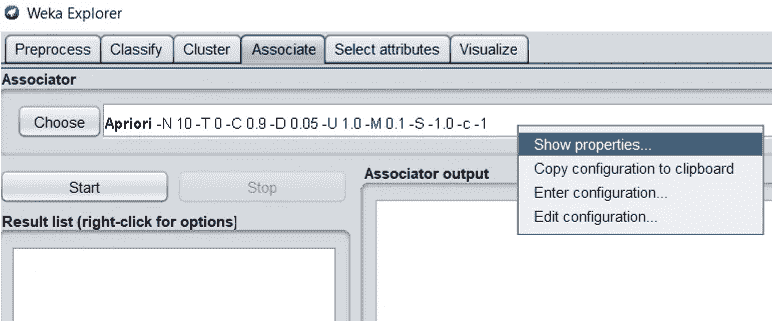 Weka Explorer
Preprocess Classify Cluster Associate Select attributes Visualize
Associator
Choose Apriori -N 10 -T 0 -C 0.9 -D 0.05 -U 1.0 -M 0.1 -S -1.0 -c -1
Show properties...
Copy configuration to clipboard
Enter configuration...
Edit configuration...
Start Stop
Associator output
Result list (right-click for options)